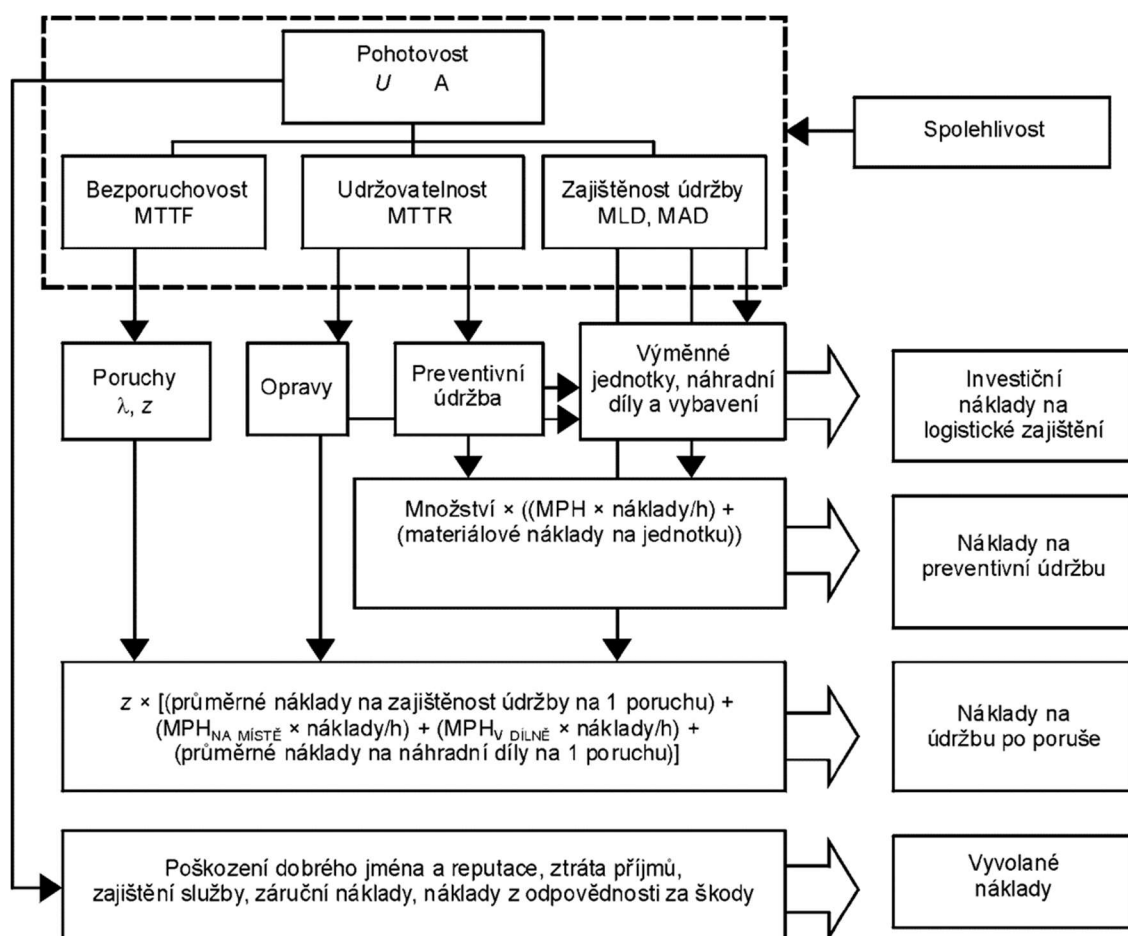 Pohotovost
U A
Spolehlivost
Bezporuchovost
MTTF
Udržovatelnost
MTTR
Zajištěnost údržby
MLD, MAD
Poruchy
λ, z
Opravy
Preventivní
údržba
Výměnné
jednotky, náhradní
díly a vybavení
Investiční
náklady na
logistické zajištění
Množství × ((MPH × náklady/h) +
(materiálové náklady na jednotku))
Náklady na
preventivní údržbu
z × [(průměrné náklady na zajištěnost údržby na 1 poruchu) +
(MPH NA MÍSTĚ × náklady/h) + (MPH V DÍLNĚ × náklady/h) +
(průměrné náklady na náhradní díly na 1 poruchu)]
Náklady na
údržbu po poruše
Poškození dobrého jména a reputace, ztráta příjmů,
zajištění služby, záruční náklady, náklady z odpovědnosti za škody
Vyvolané
náklady